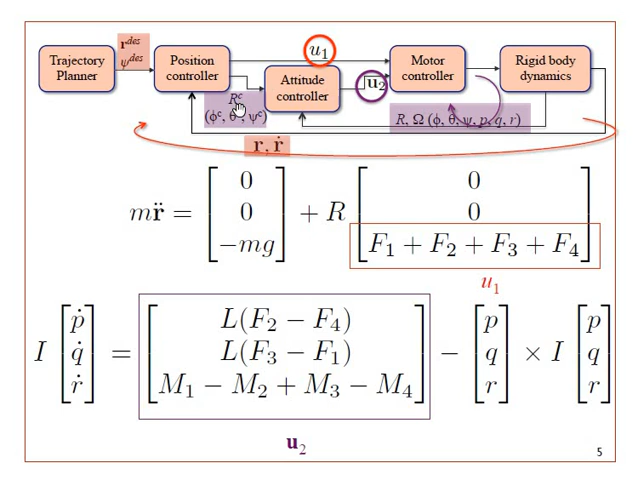 r^des
ψ^des
Trajectory Planner
Position controller
u₁
Attitude controller
u₂
Motor controller
Rigid body dynamics
R^c
(ϕ^c, θ^c, ψ^c)
R, Ω (ϕ, θ, ψ, p, q, r)
r, ṙ
m r̈ = [0; 0; −mg] + R [0; 0; F₁ + F₂ + F₃ + F₄]
u₁
I [ṗ; q̇; ṙ] = [L(F₂ − F₄); L(F₃ − F₁); M₁ − M₂ + M₃ − M₄] − [p; q; r] × I [p; q; r]
u₂
5